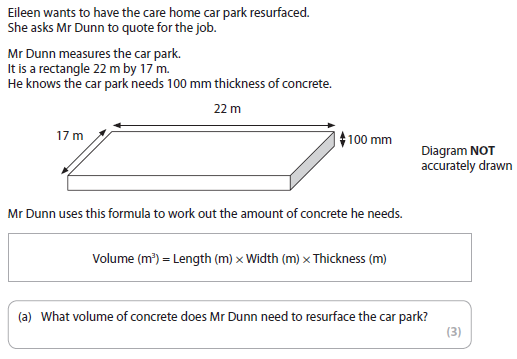 Eileen wants to have the care home car park resurfaced.
She asks Mr Dunn to quote for the job.
Mr Dunn measures the car park.
It is a rectangle 22 m by 17 m.
He knows the car park needs 100 mm thickness of concrete.
22 m
17 m
100 mm
Diagram NOT
accurately drawn
Mr Dunn uses this formula to work out the amount of concrete he needs.
Volume (m³) = Length (m) × Width (m) × Thickness (m)
(a) What volume of concrete does Mr Dunn need to resurface the car park?
(3)